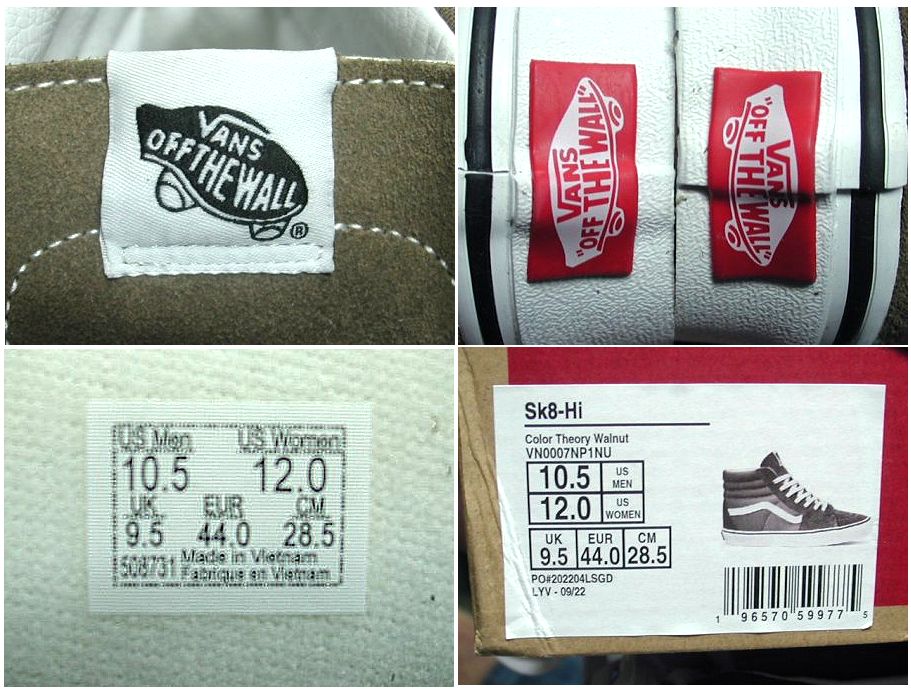 VANS
OFF THE WALL
®
VANS
"OFF THE WALL"
VANS
"OFF THE WALL"
US Men US Women
10.5 12.0
UK EUR CM
9.5 44.0 28.5
508731 Made in Vietnam
Fabrique en Vietnam
Sk8-Hi
Color Theory Walnut
VN0007NP1NU
10.5 US MEN
12.0 US WOMEN
UK EUR CM
9.5 44.0 28.5
PO#202204LSGD
LYV - 09/22
1 96570 59977 5